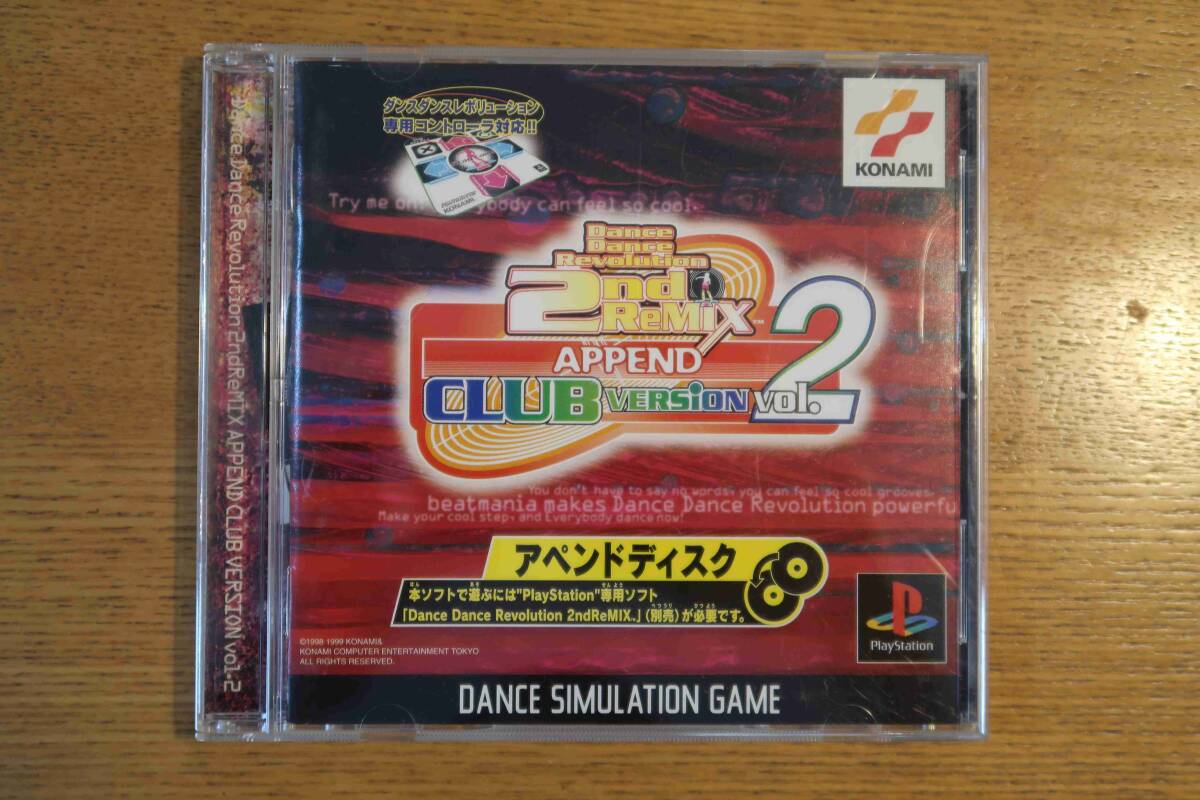 Dance Dance Revolution 2ndReMIX APPEND CLUB VERSION vol.2
ダンスダンスレボリューション
専用コントローラ対応!!
KONAMI
KONAMI
Try me on
body can feel so cool.
Dance
Dance
Revolution
2nd
ReMIX™
APPEND
CLUB VERSiON vol.2
You don't have to say no words, you can feel so cool grooves.
beatmania makes Dance Dance Revolution powerfu
Make your cool step, and Everybody dance now!
アペンドディスク
本ソフトで遊ぶには"PlayStation"専用ソフト
「Dance Dance Revolution 2ndReMIX™」(別売)が必要です。
©1998 1999 KONAMI&
KONAMI COMPUTER ENTERTAINMENT TOKYO
ALL RIGHTS RESERVED.
PlayStation
DANCE SIMULATION GAME